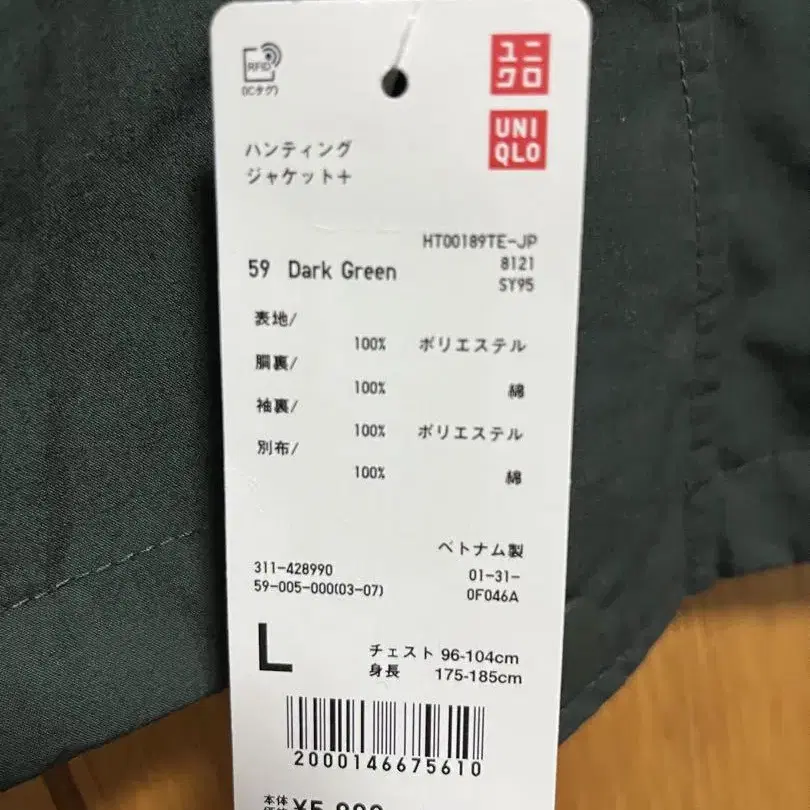 RFID
(ICタグ)
ユニ
クロ
UNI
QLO
ハンティング
ジャケット+
HT00189TE-JP
59 Dark Green
8121
SY95
表地/
100% ポリエステル
胴裏/
100% 綿
袖裏/
100% ポリエステル
別布/
100% 綿
ベトナム製
311-428990
01-31-
59-005-000(03-07)
0F046A
L
チェスト 96-104cm
身長 175-185cm
2000146675610
本体